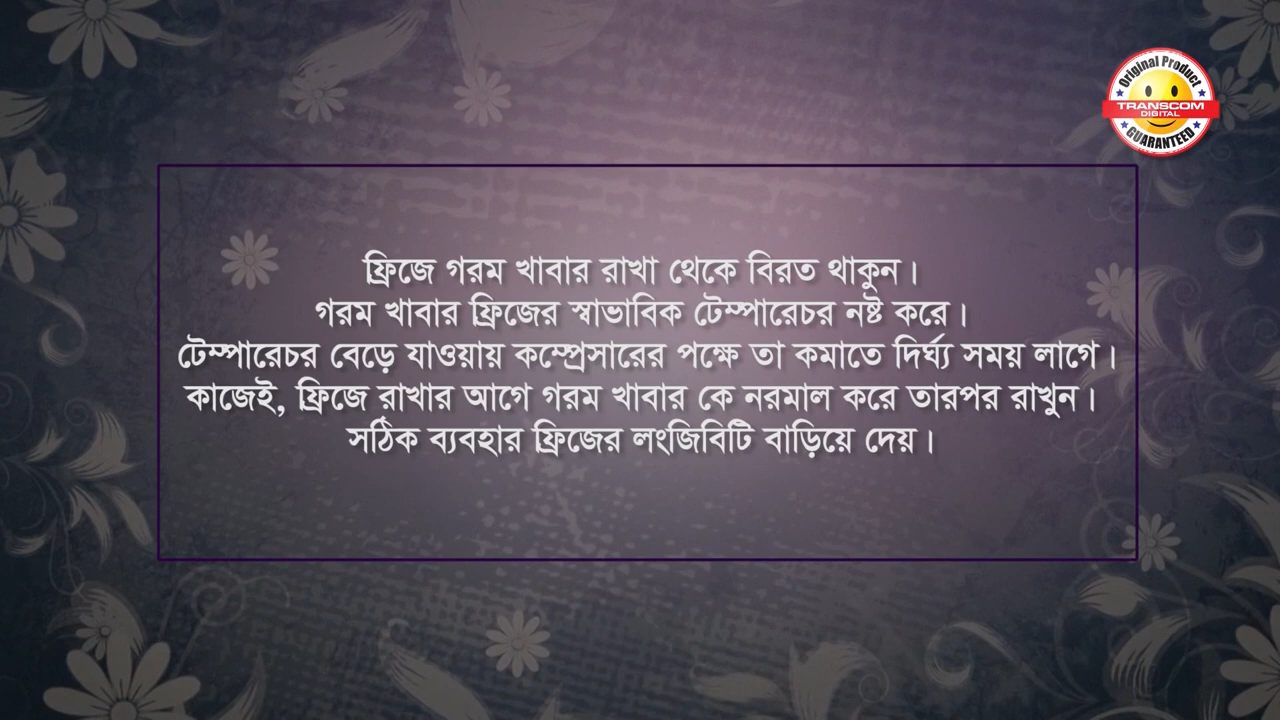 Original Product
TRANSCOM
DIGITAL
GUARANTEED
ফ্রিজে গরম খাবার রাখা থেকে বিরত থাকুন।
গরম খাবার ফ্রিজের স্বাভাবিক টেম্পারেচর নষ্ট করে।
টেম্পারেচর বেড়ে যাওয়ায় কম্প্রেসারের পক্ষে তা কমাতে দির্ঘ্য সময় লাগে।
কাজেই, ফ্রিজে রাখার আগে গরম খাবার কে নরমাল করে তারপর রাখুন।
সঠিক ব্যবহার ফ্রিজের লংজিবিটি বাড়িয়ে দেয়।